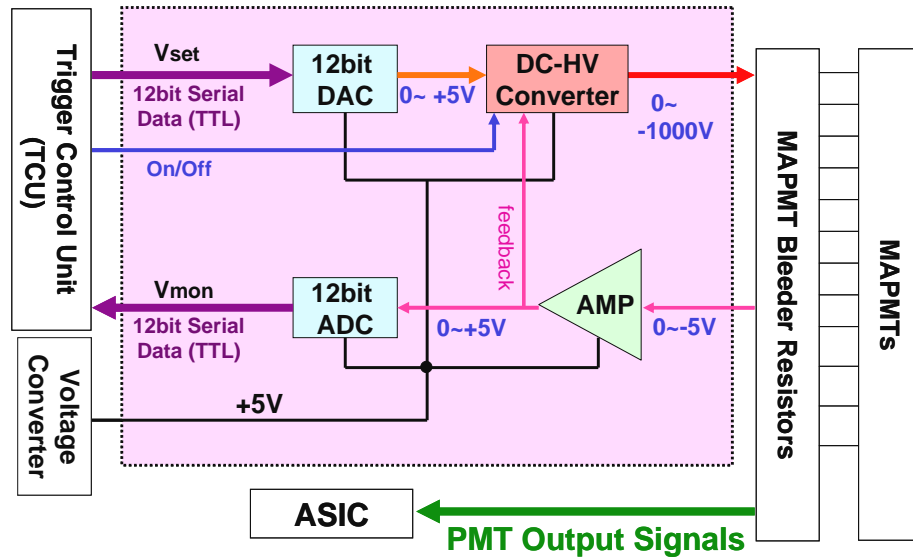 Trigger Control Unit
(TCU)
Vset
12bit Serial
Data (TTL)
On/Off
12bit
DAC
0~ +5V
DC-HV
Converter
0~
-1000V
feedback
Vmon
12bit Serial
Data (TTL)
12bit
ADC
0~+5V
AMP
0~-5V
Voltage
Converter
+5V
MAPMT Bleeder Resistors
MAPMTs
ASIC
PMT Output Signals